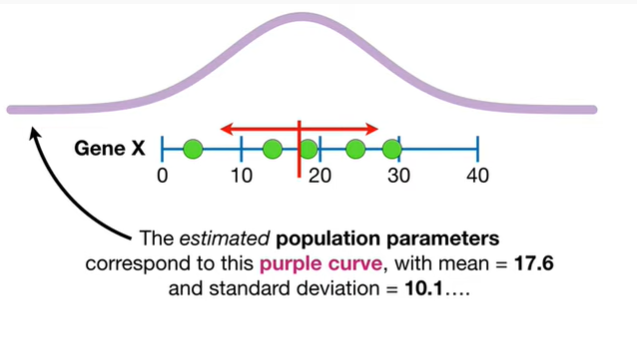 Gene X
0 10 20 30 40
The estimated population parameters
correspond to this purple curve, with mean = 17.6
and standard deviation = 10.1....